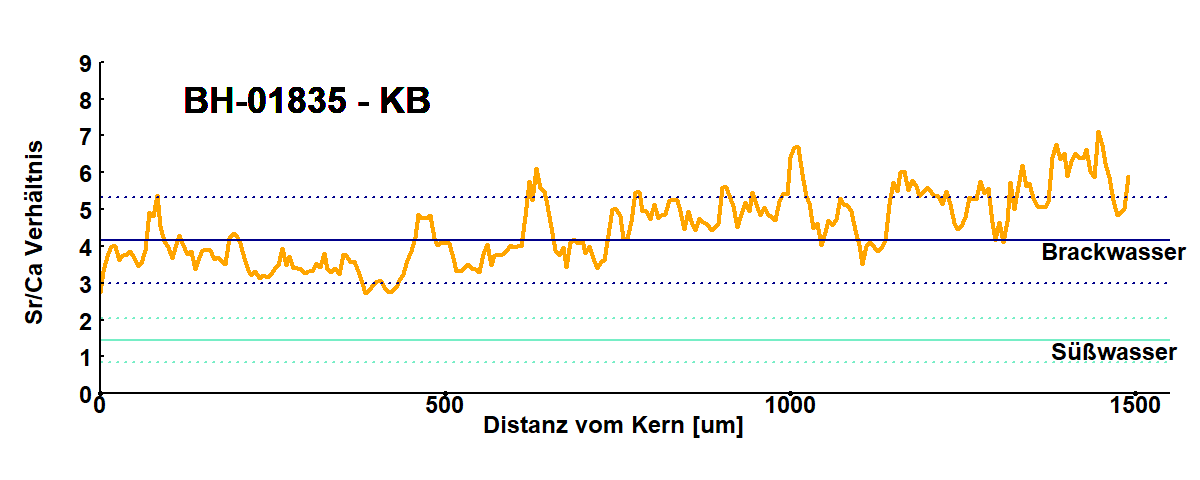 BH-01835 - KB
Sr/Ca Verhältnis
9
8
7
6
5
4
3
2
1
0
Brackwasser
Süßwasser
0 500 1000 1500
Distanz vom Kern [um]